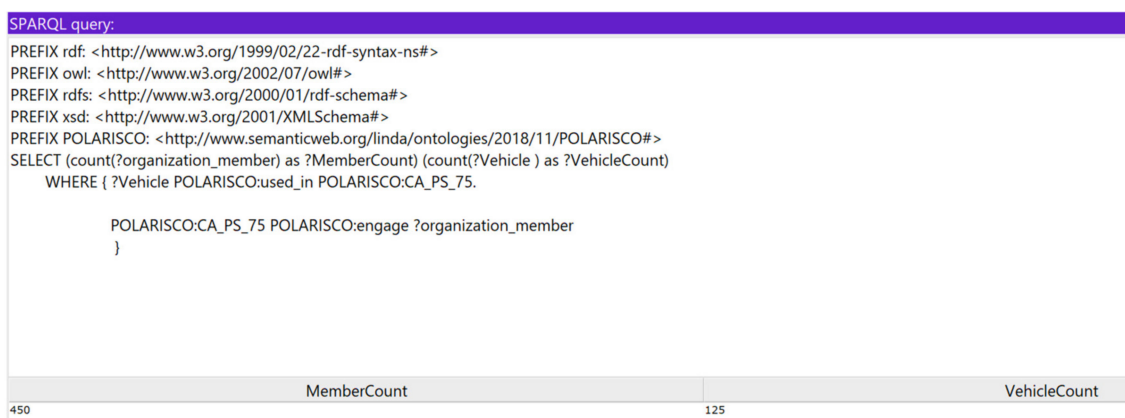 SPARQL query:
PREFIX rdf: <http://www.w3.org/1999/02/22-rdf-syntax-ns#>
PREFIX owl: <http://www.w3.org/2002/07/owl#>
PREFIX rdfs: <http://www.w3.org/2000/01/rdf-schema#>
PREFIX xsd: <http://www.w3.org/2001/XMLSchema#>
PREFIX POLARISCO: <http://www.semanticweb.org/linda/ontologies/2018/11/POLARISCO#>
SELECT (count(?organization_member) as ?MemberCount) (count(?Vehicle ) as ?VehicleCount)
WHERE { ?Vehicle POLARISCO:used_in POLARISCO:CA_PS_75.
POLARISCO:CA_PS_75 POLARISCO:engage ?organization_member
}
MemberCount VehicleCount
450 125